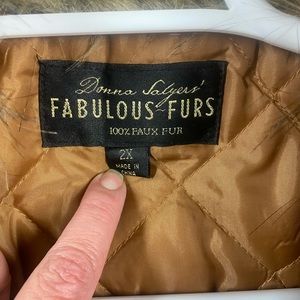 Donna Salyers'
FABULOUS-FURS
100% FAUX FUR
2X
MADE IN
CHINA